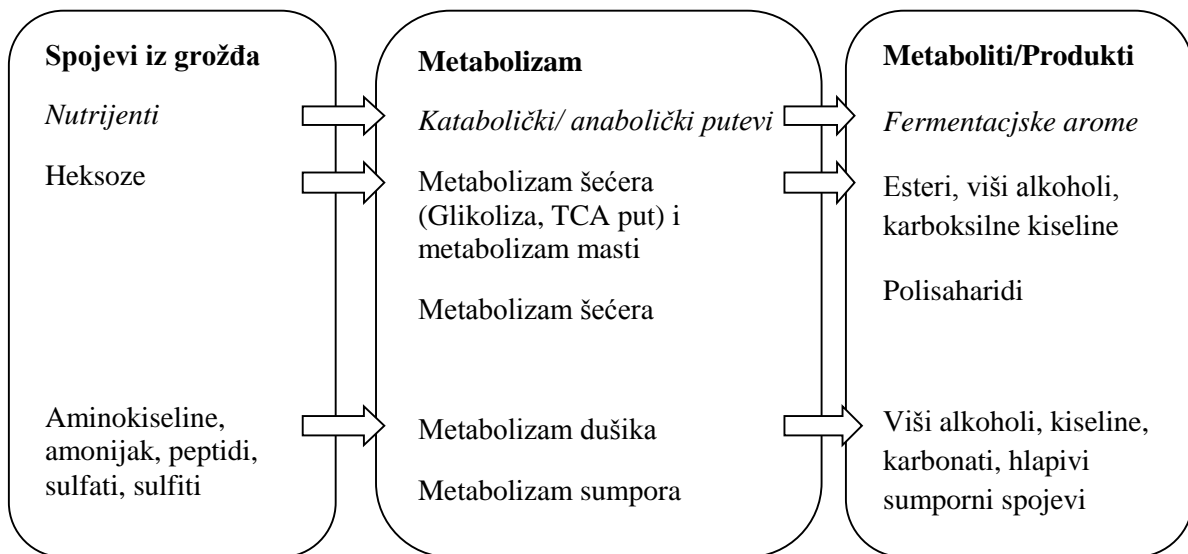 Spojevi iz grožđa
Nutrijenti
Heksoze
Aminokiseline,
amonijak, peptidi,
sulfati, sulfiti
Metabolizam
Katabolički/ anabolički putevi
Metabolizam šećera
(Glikoliza, TCA put) i
metabolizam masti
Metabolizam šećera
Metabolizam dušika
Metabolizam sumpora
Metaboliti/Produkti
Fermentacjske arome
Esteri, viši alkoholi,
karboksilne kiseline
Polisaharidi
Viši alkoholi, kiseline,
karbonati, hlapivi
sumporni spojevi